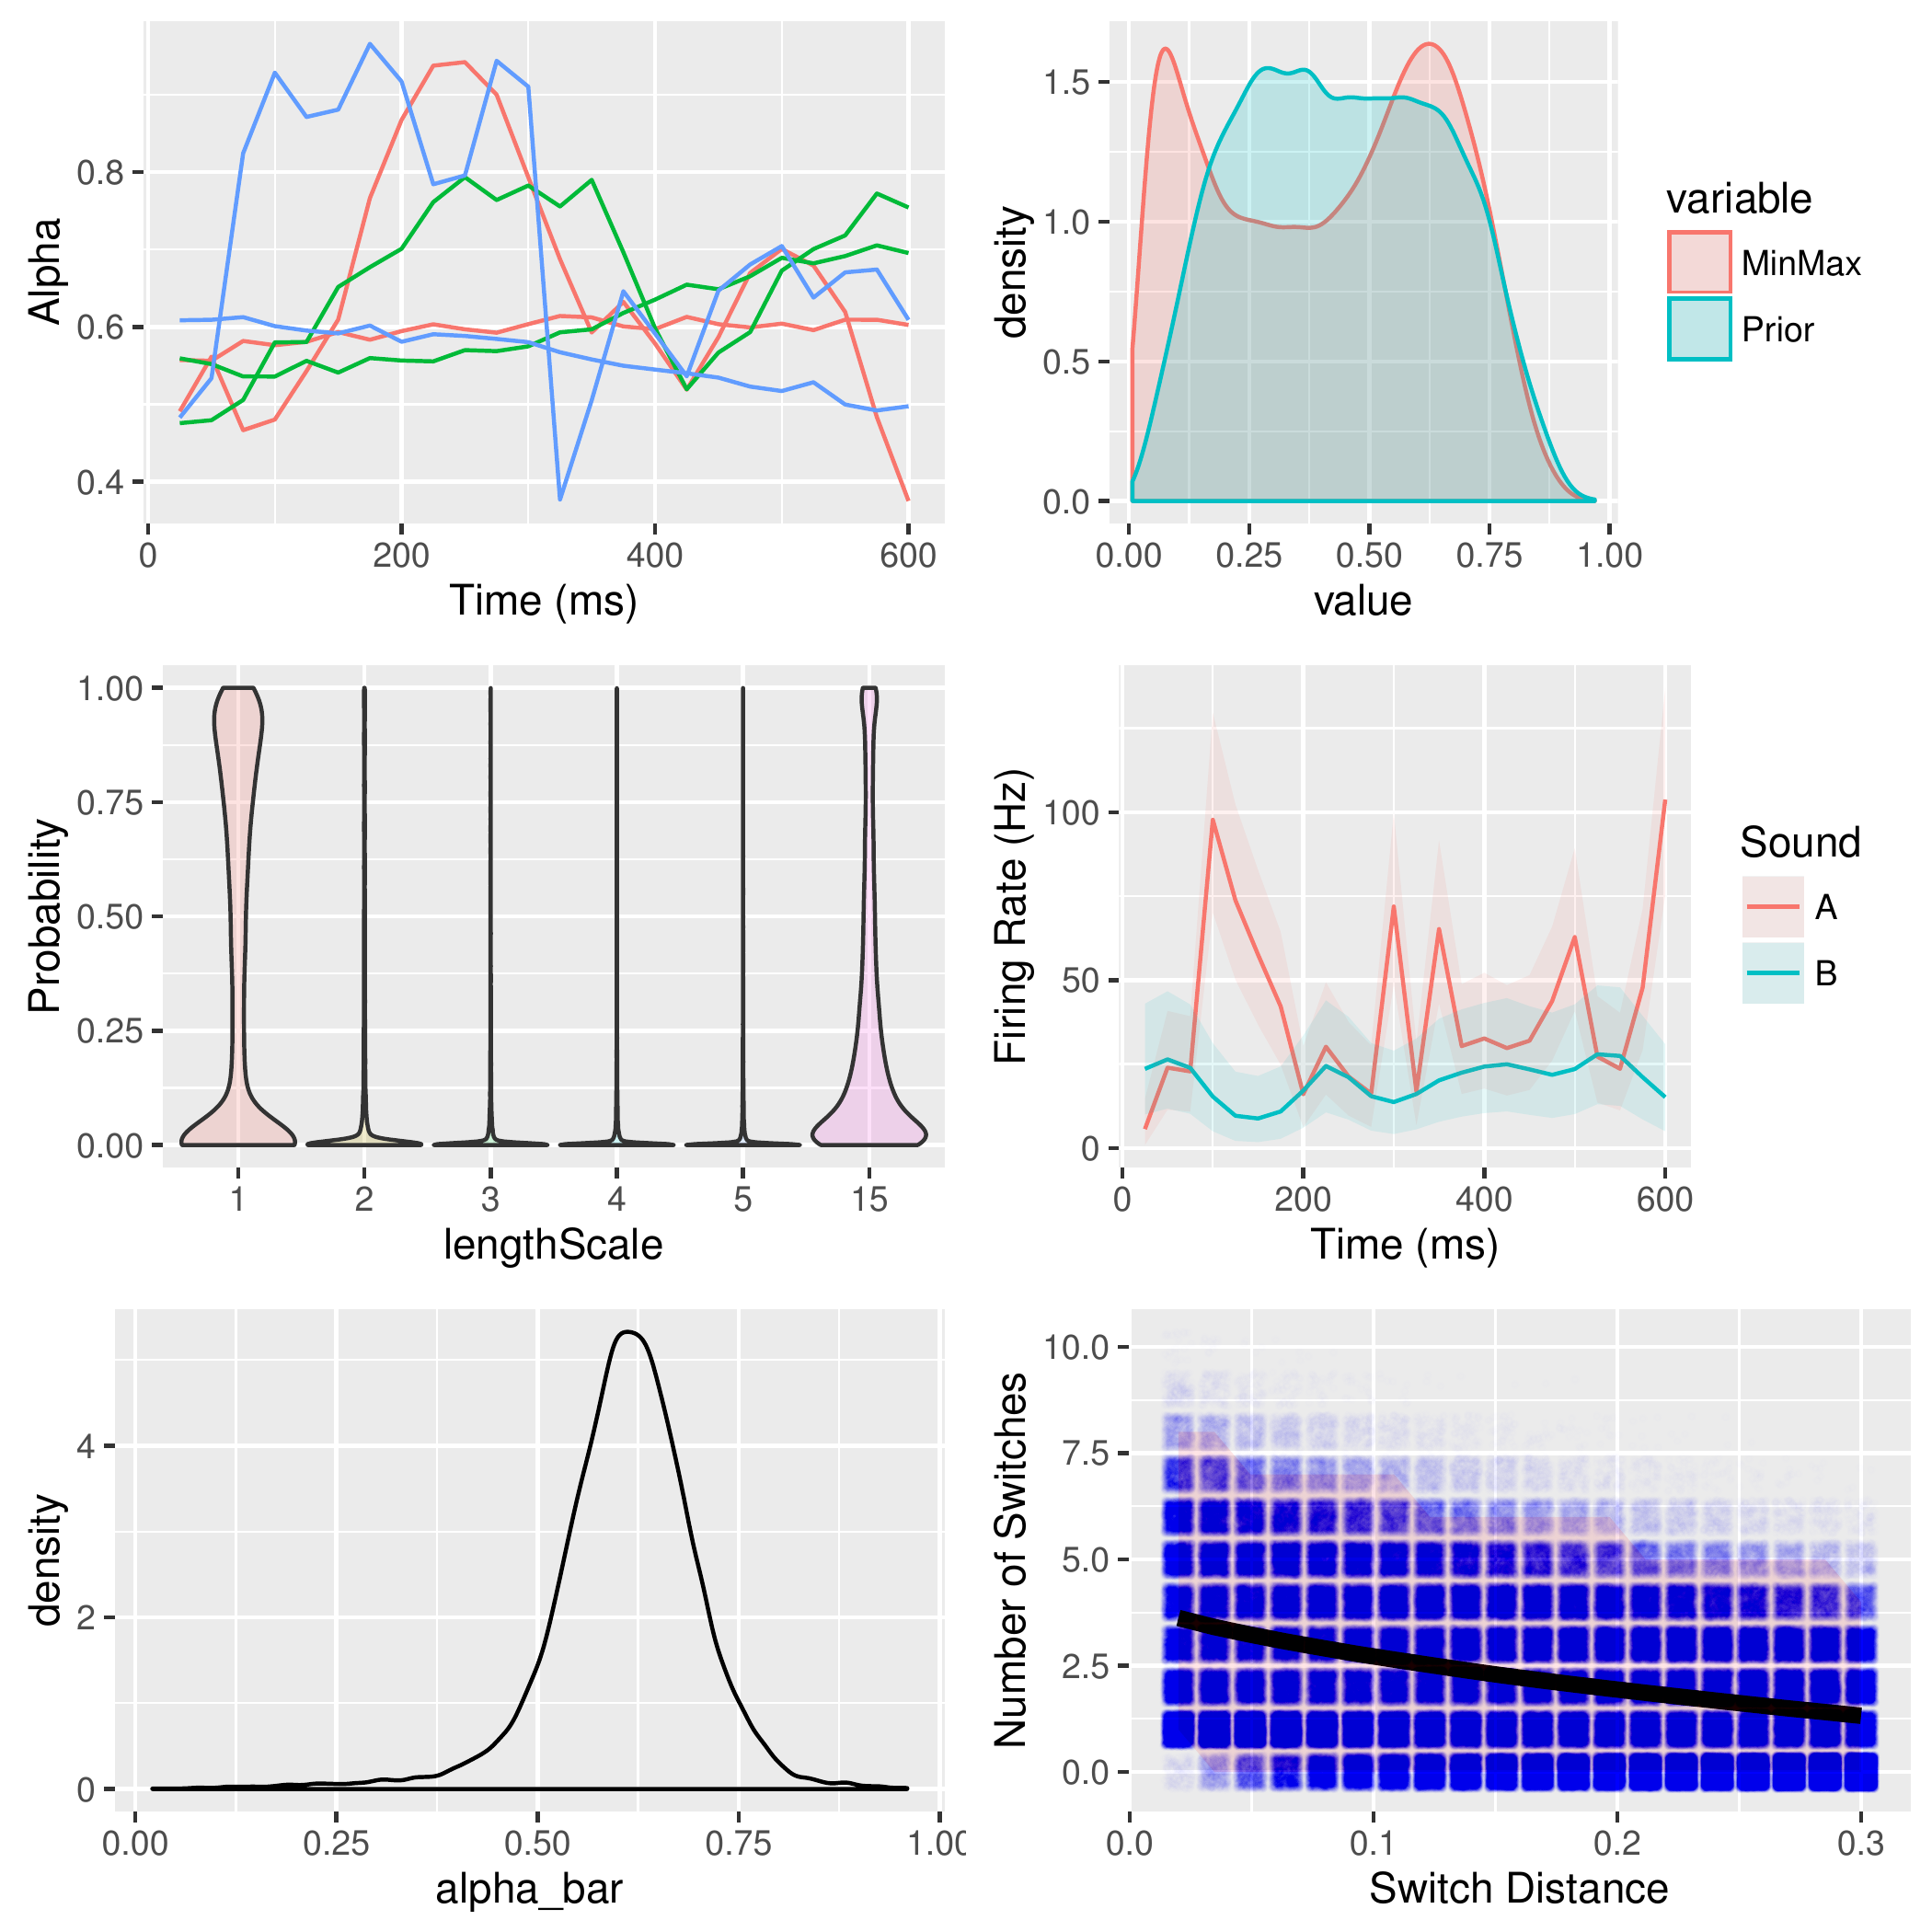 Alpha
0.8
0.6
0.4
0 200 400 600
Time (ms)
density
1.5
1.0
0.5
0.0
0.00 0.25 0.50 0.75 1.00
value
variable
MinMax
Prior
Probability
1.00
0.75
0.50
0.25
0.00
1 2 3 4 5 15
lengthScale
Firing Rate (Hz)
100
50
0
0 200 400 600
Time (ms)
Sound
A
B
density
4
2
0
0.00 0.25 0.50 0.75 1.00
alpha_bar
Number of Switches
10.0
7.5
5.0
2.5
0.0
0.0 0.1 0.2 0.3
Switch Distance